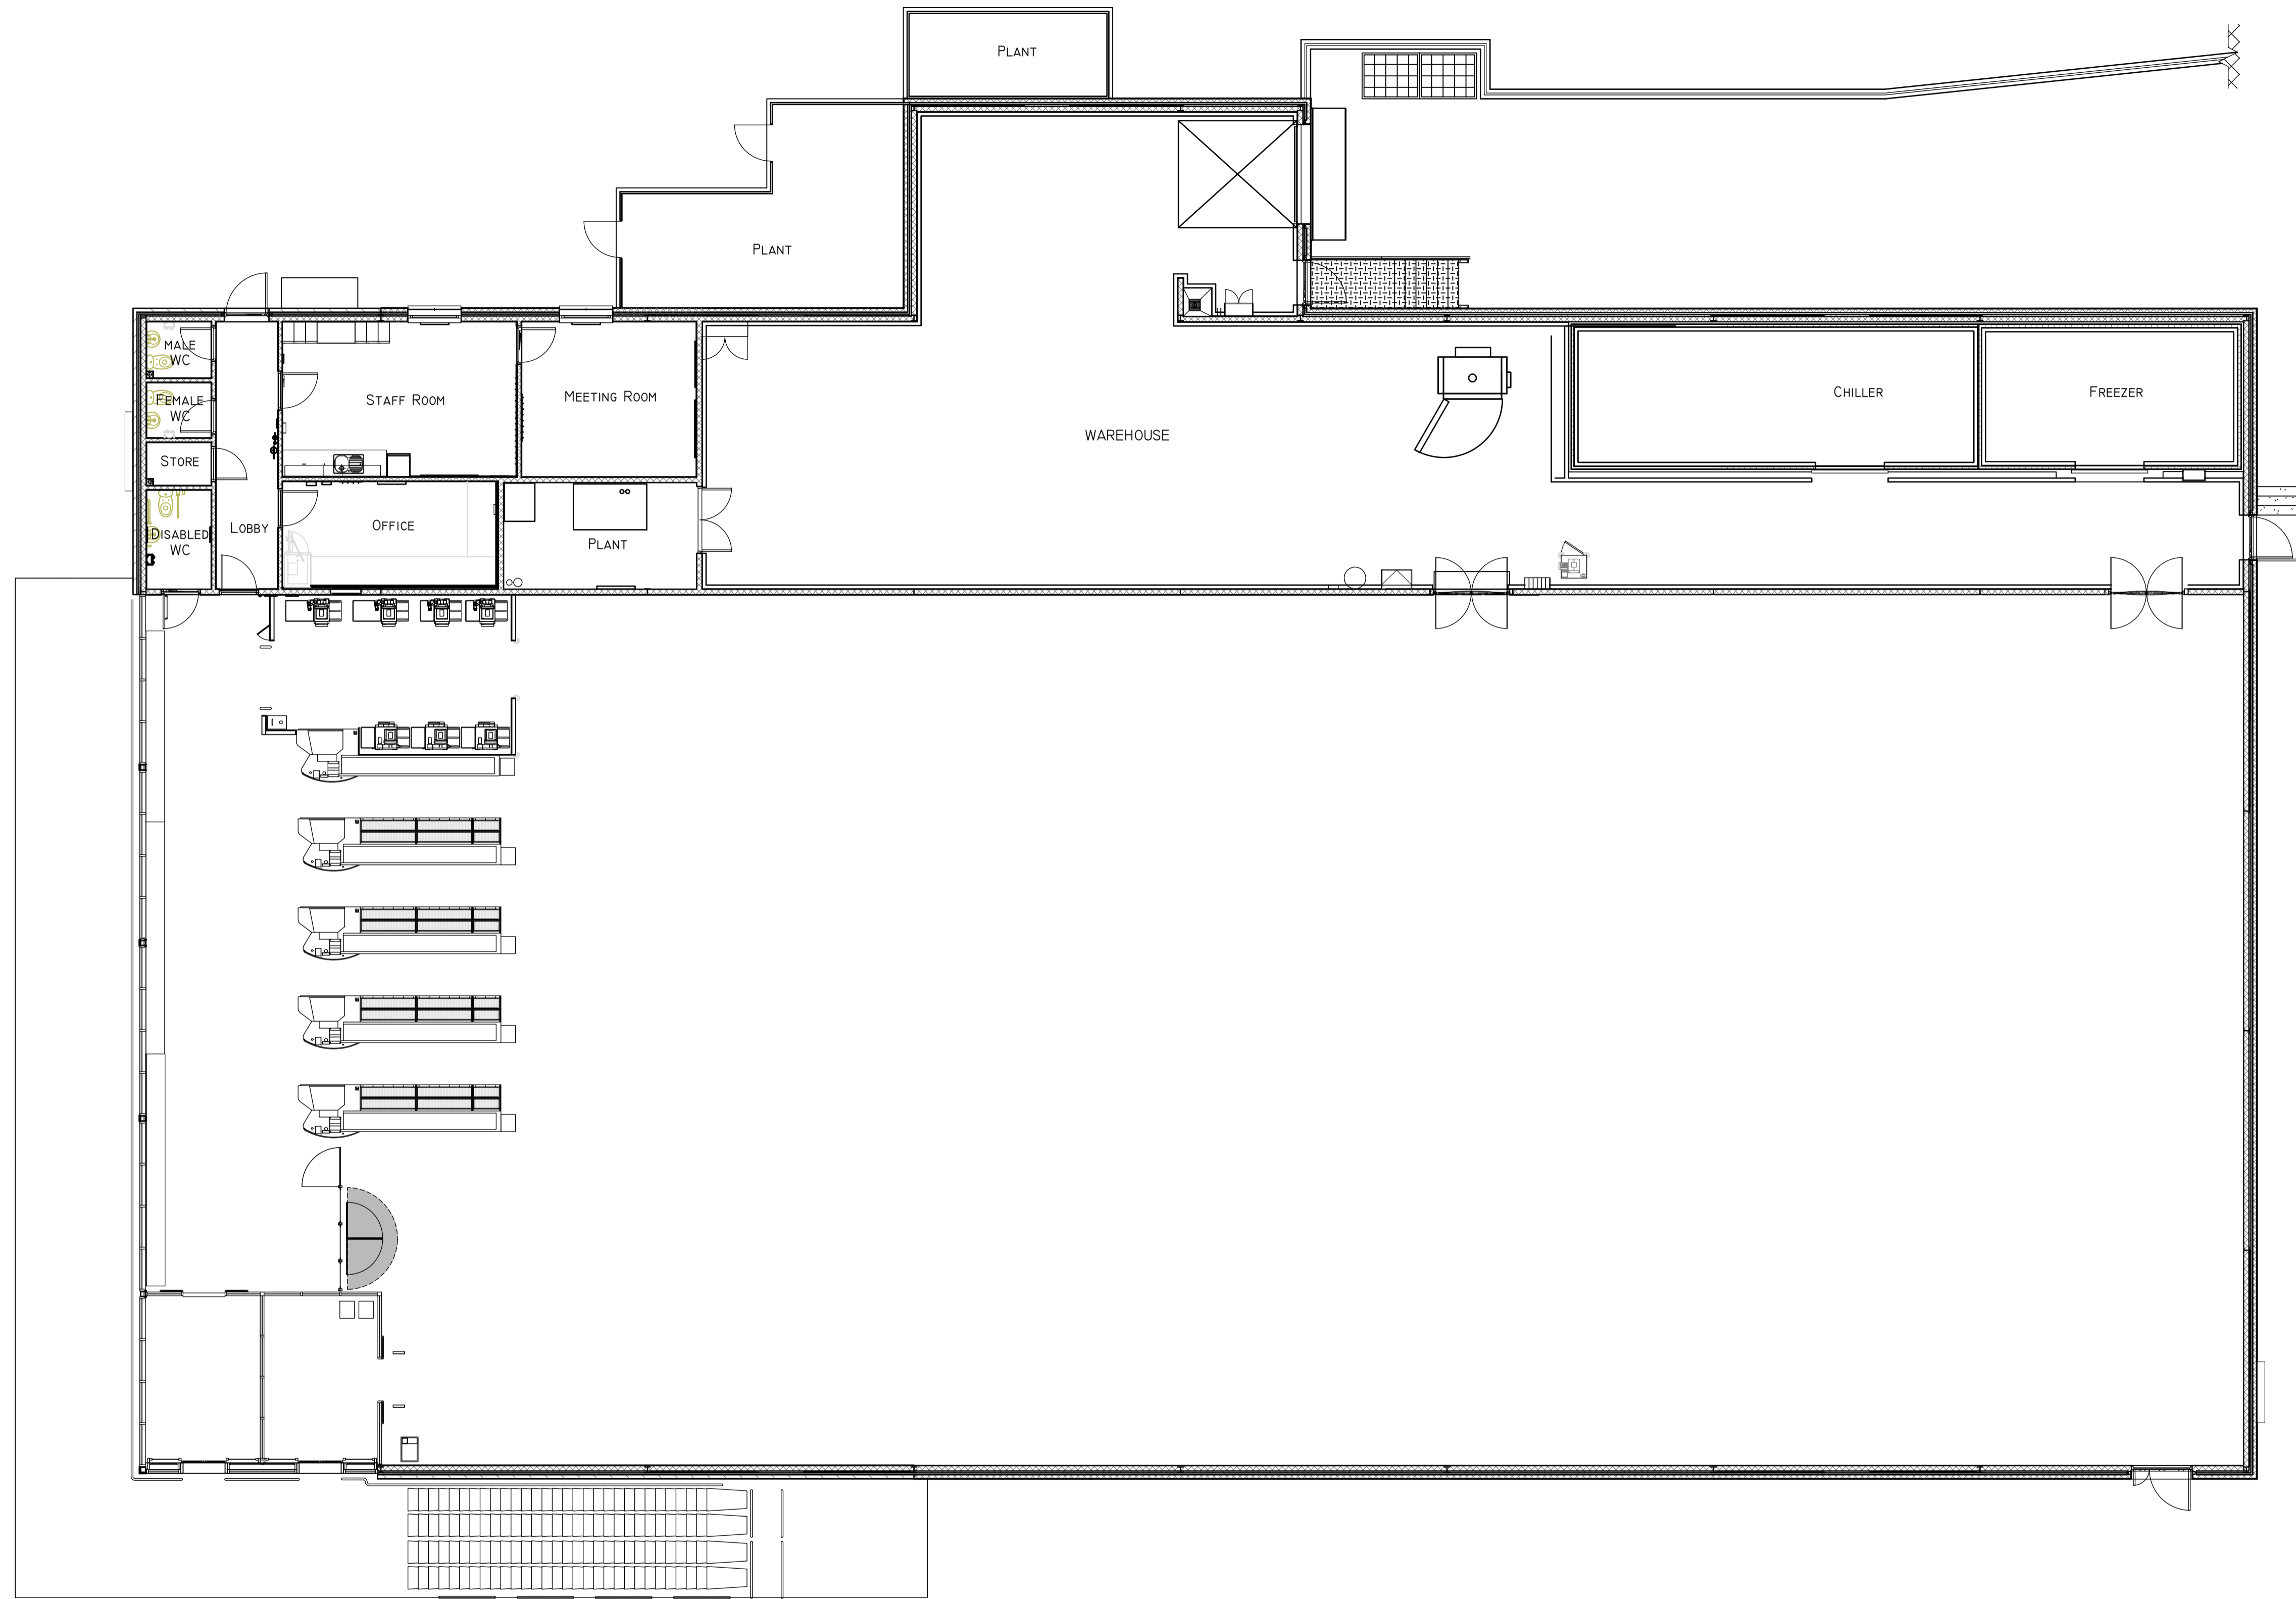 PLANT
PLANT
MALE
WC
FEMALE
WC
STORE
DISABLED
WC
LOBBY
STAFF ROOM
MEETING ROOM
OFFICE
PLANT
WAREHOUSE
CHILLER
FREEZER